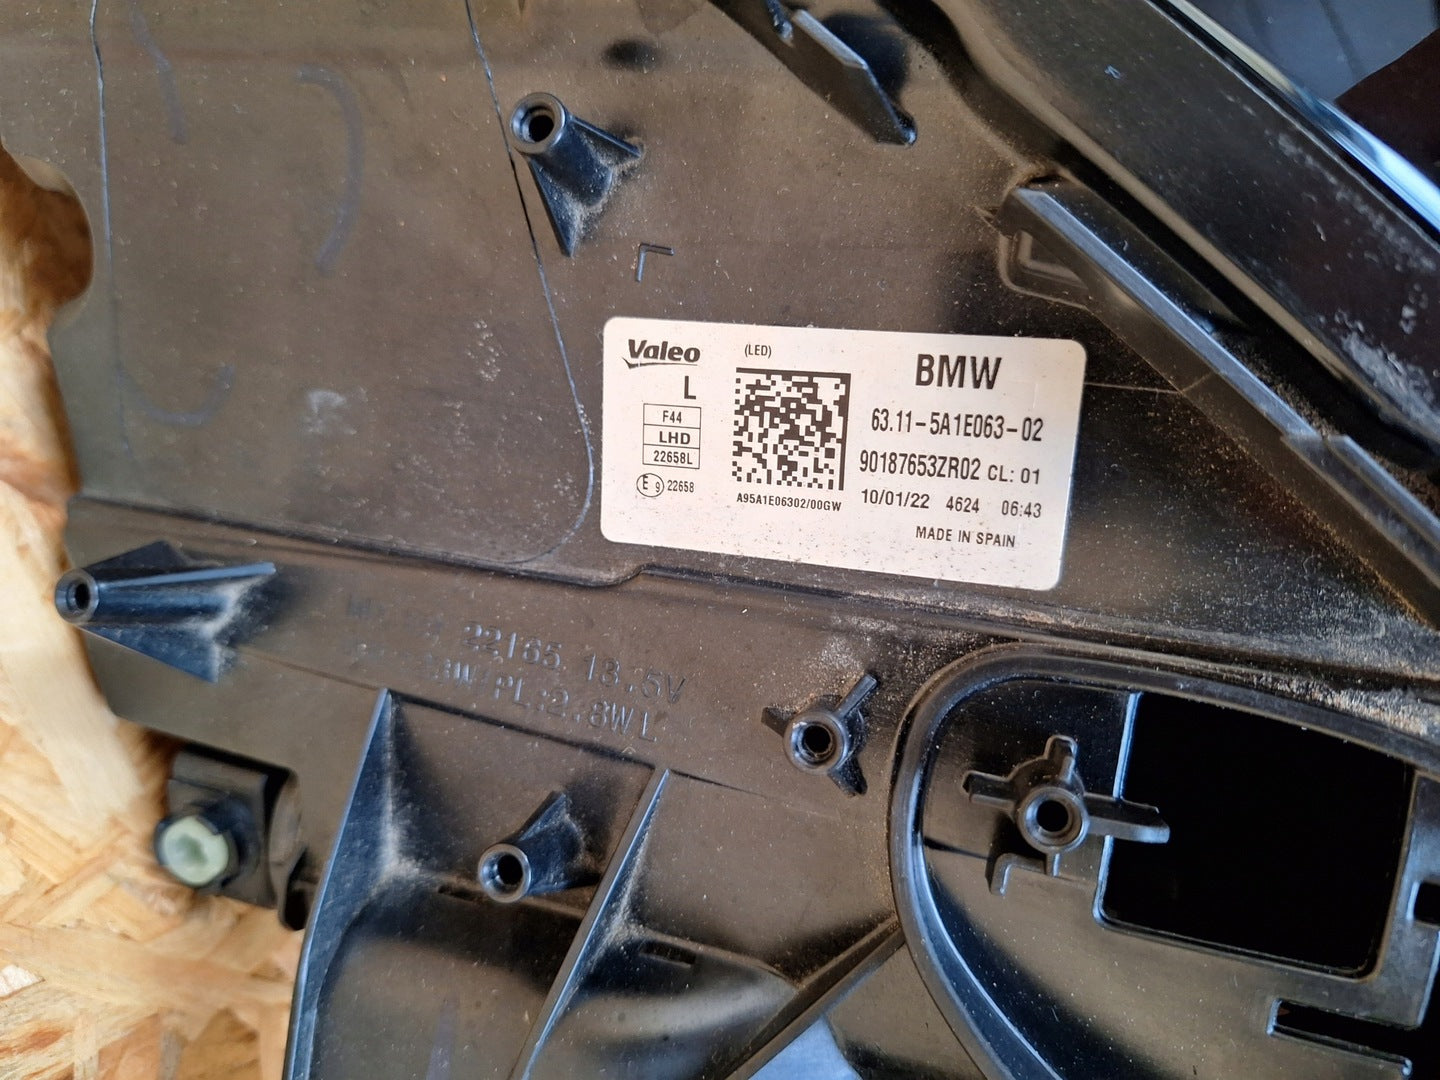 Valeo
(LED)
L
F44
LHD
22658L
E 9 22658
A95A1E06302/00GW
BMW
63.11-5A1E063-02
90187653ZR02 CL: 01
10/01/22 4624 06:43
MADE IN SPAIN
22165 13.5V
PL:2.8W L